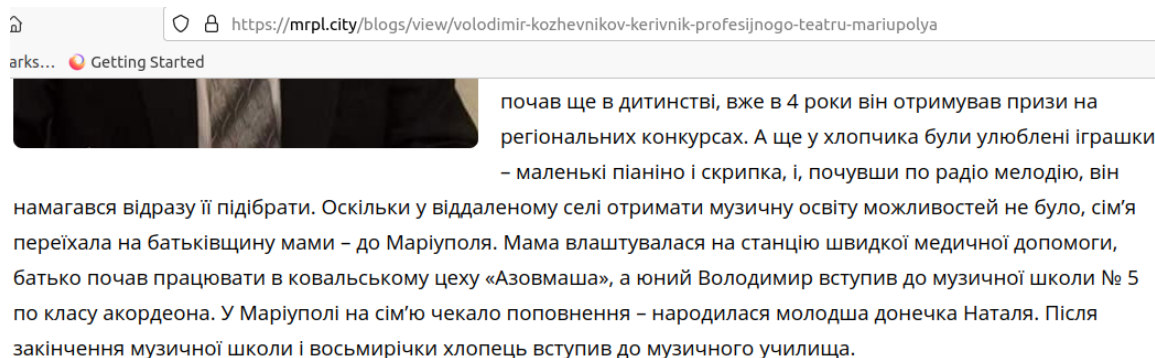 https://mrpl.city/blogs/view/volodimir-kozhevnikov-kerivnik-profesijnogo-teatru-mariupolya
arks… Getting Started
почав ще в дитинстві, вже в 4 роки він отримував призи на
регіональних конкурсах. А ще у хлопчика були улюблені іграшки
– маленькі піаніно і скрипка, і, почувши по радіо мелодію, він
намагався відразу її підібрати. Оскільки у віддаленому селі отримати музичну освіту можливостей не було, сім’я
переїхала на батьківщину мами – до Маріуполя. Мама влаштувалася на станцію швидкої медичної допомоги,
батько почав працювати в ковальському цеху «Азовмаша», а юний Володимир вступив до музичної школи № 5
по класу акордеона. У Маріуполі на сім’ю чекало поповнення – народилася молодша донечка Наталя. Після
закінчення музичної школи і восьмирічки хлопець вступив до музичного училища.